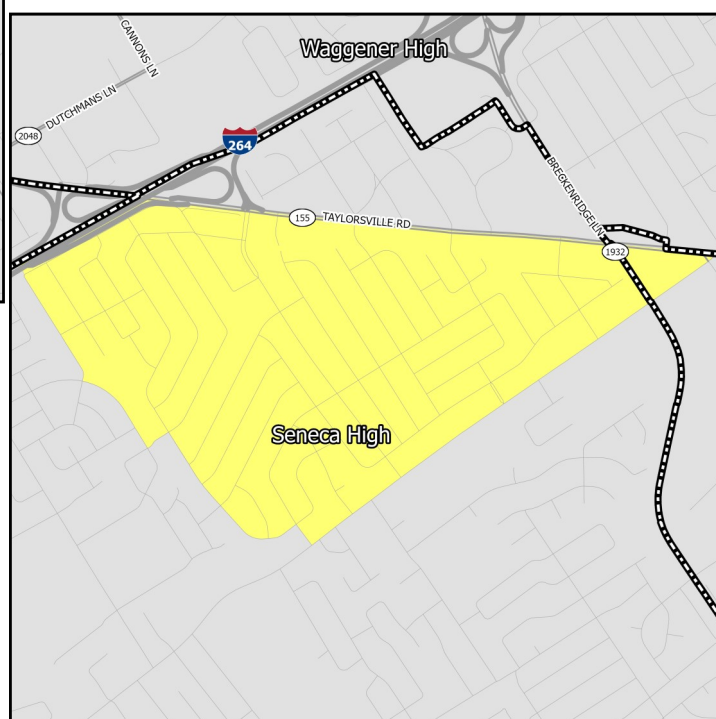 CANNONS LN
Waggener High
DUTCHMANS LN
2048
264
155
TAYLORSVILLE RD
BRECKENRIDGE LN
1932
Seneca High